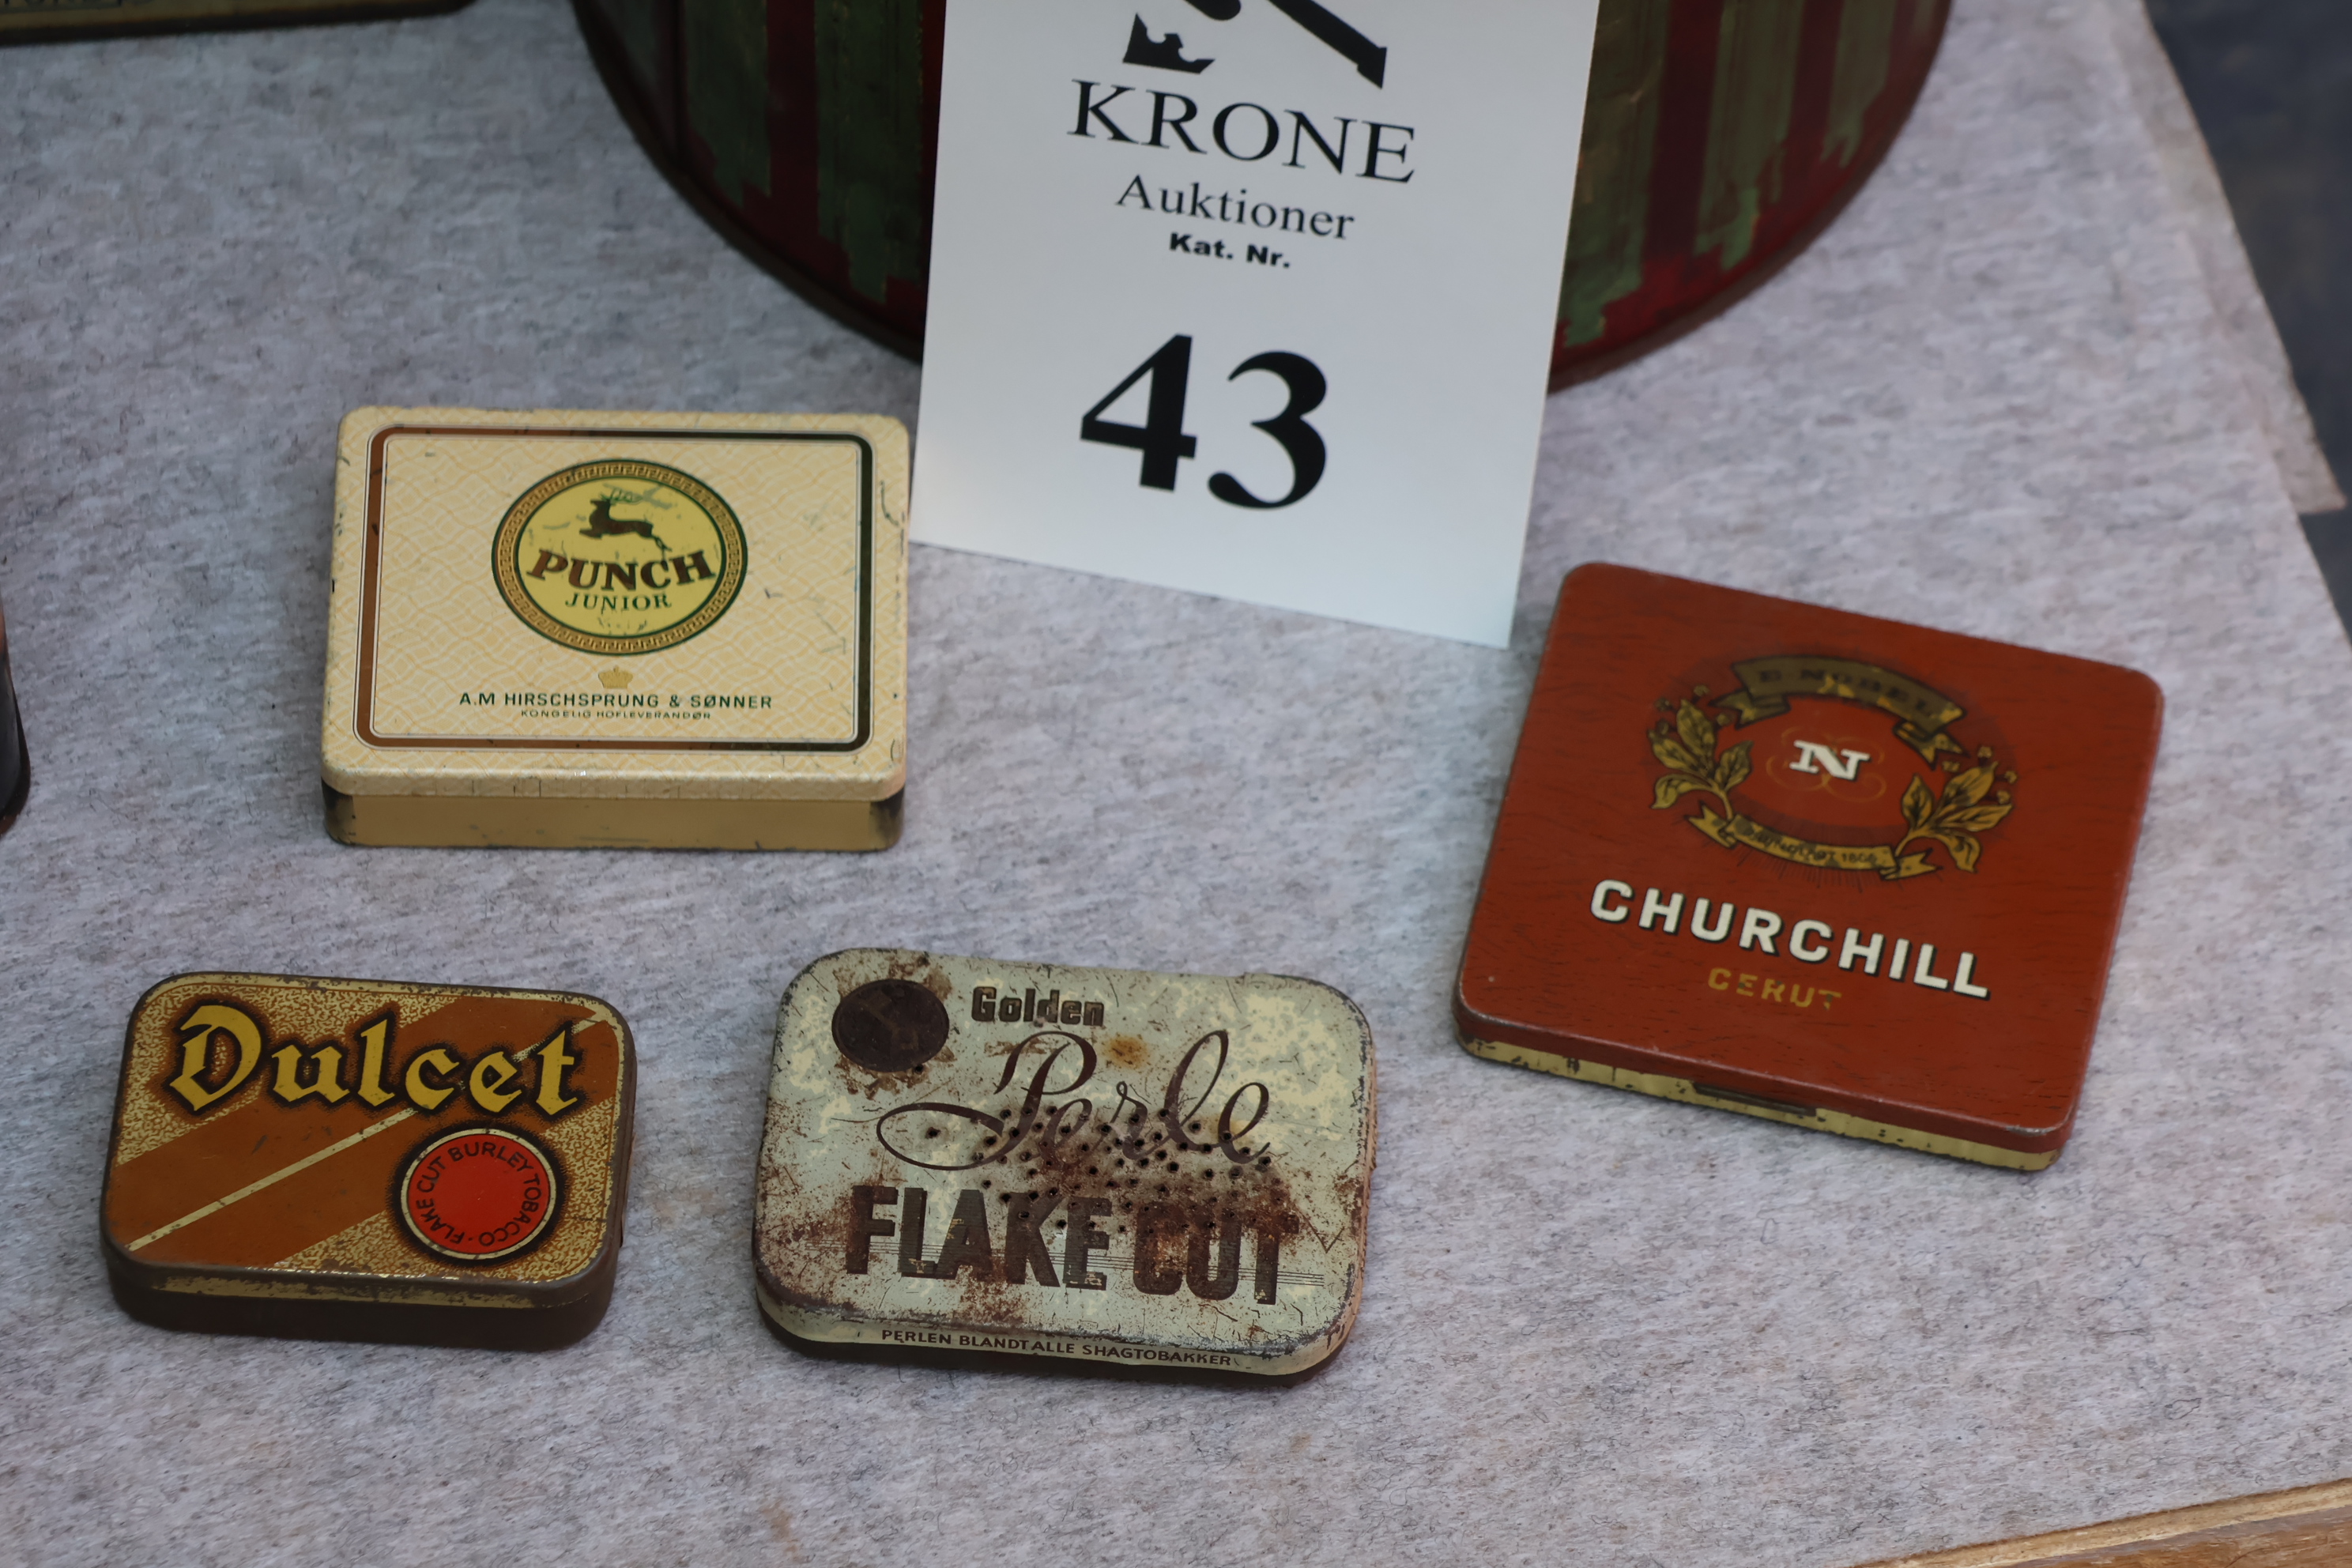 KRONE
Auktioner
Kat. Nr.
43
PUNCH
JUNIOR
A.M HIRSCHSPRUNG & SØNNER
KONGELIG HOFLEVERANDØR
E NOBEL
N
CHURCHILL
CERUT
Dulcet
FLAKE CUT BURLEY TOBACCO
Golden
Perle
FLAKE CUT
PERLEN BLANDT ALLE SHAGTOBAKKER